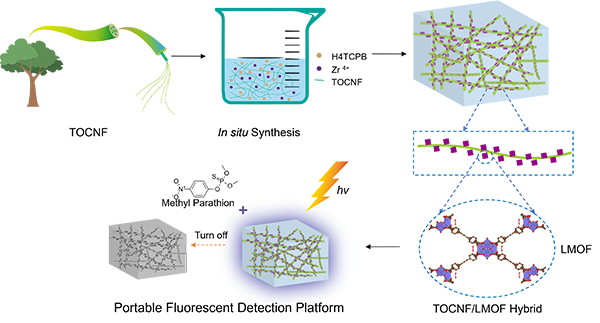 TOCNF
In situ Synthesis
H4TCPB
Zr 4+
TOCNF
O
N+
O-
O
S
P
O
O
Methyl Parathion
+
hv
Turn off
Portable Fluorescent Detection Platform
LMOF
TOCNF/LMOF Hybrid